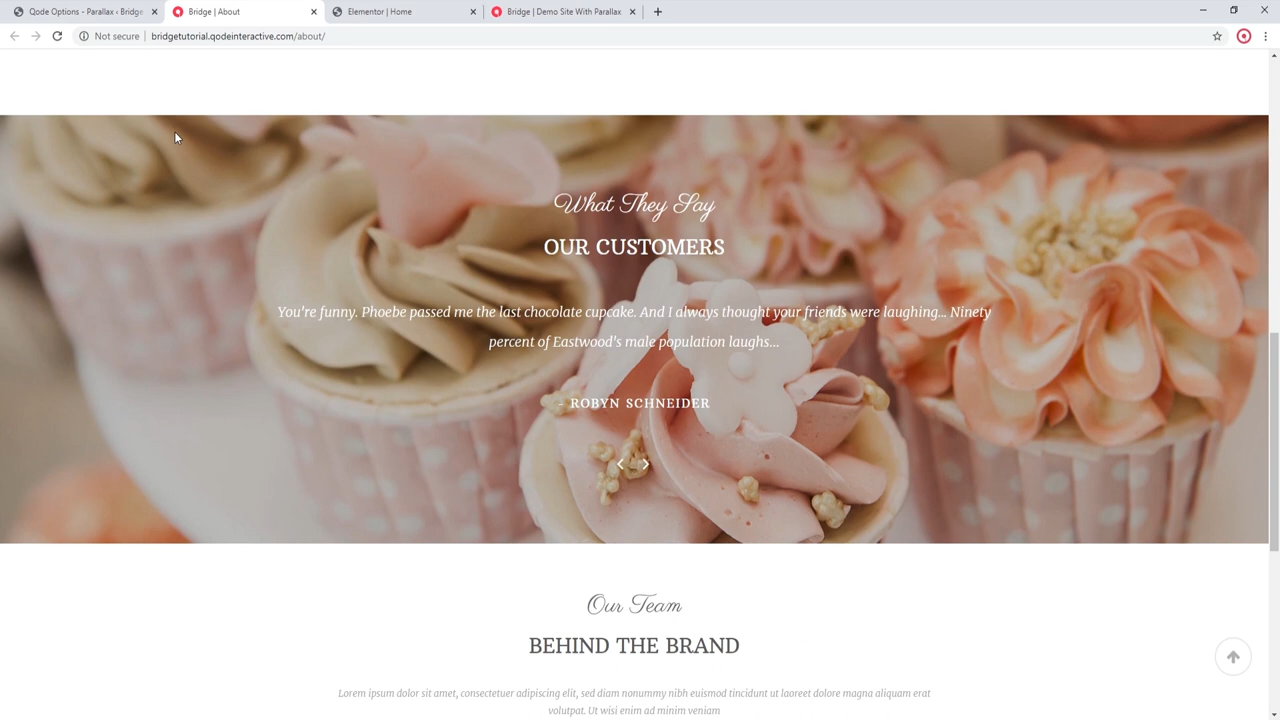 Qode Options - Parallax ‹ Bridge
Bridge | About
Elementor | Home
Bridge | Demo Site With Parallax
Not secure
bridgetutorial.qodeinteractive.com/about/
What They Say
OUR CUSTOMERS
You're funny. Phoebe passed me the last chocolate cupcake. And I always thought your friends were laughing... Ninety
percent of Eastwood's male population laughs...
- ROBYN SCHNEIDER
Our Team
BEHIND THE BRAND
Lorem ipsum dolor sit amet, consectetuer adipiscing elit, sed diam nonummy nibh euismod tincidunt ut laoreet dolore magna aliquam erat
volutpat. Ut wisi enim ad minim veniam